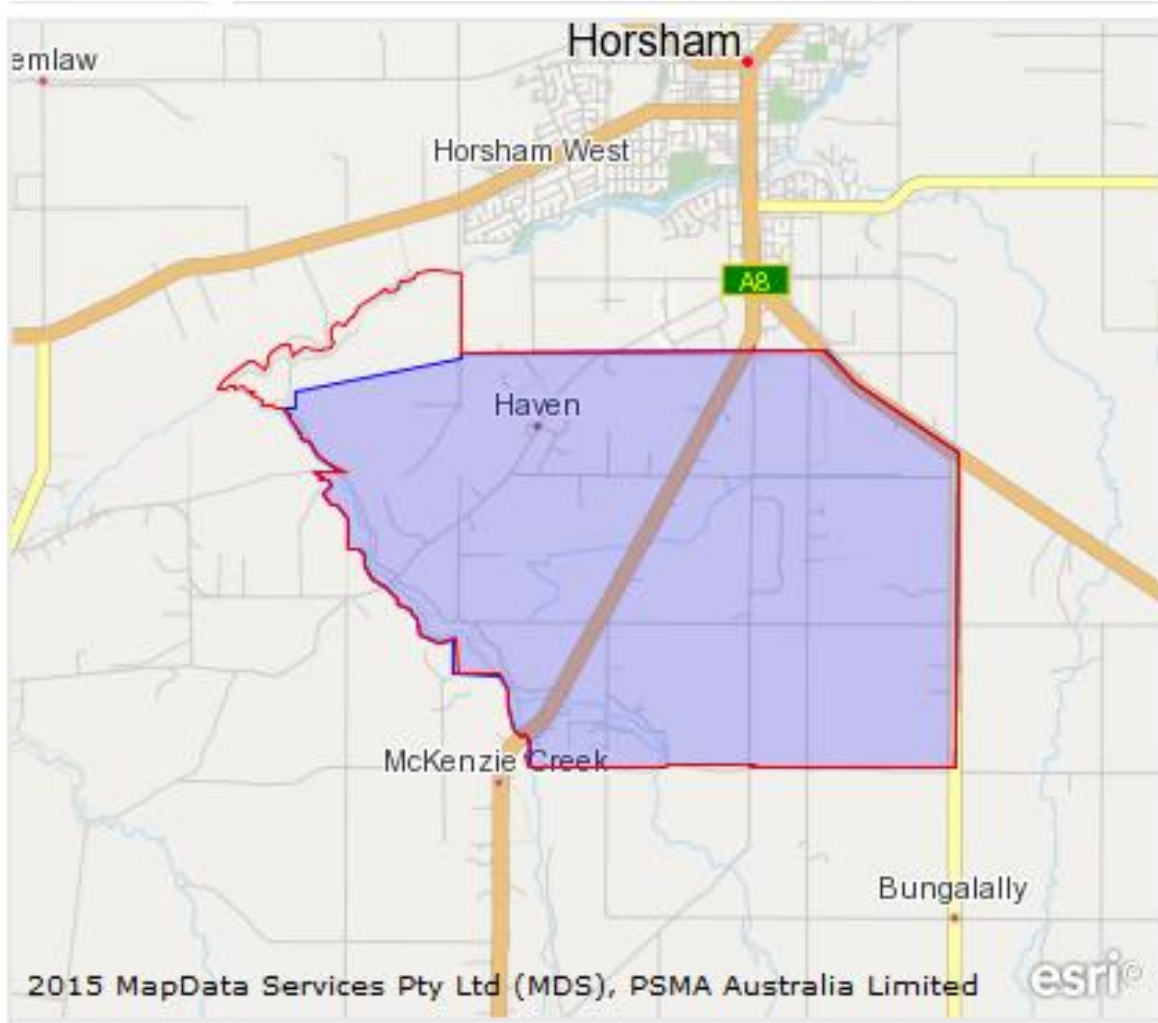 Horsham
emlaw
Horsham West
A8
Haven
McKenzie Creek
Bungalally
2015 MapData Services Pty Ltd (MDS), PSMA Australia Limited
esri©